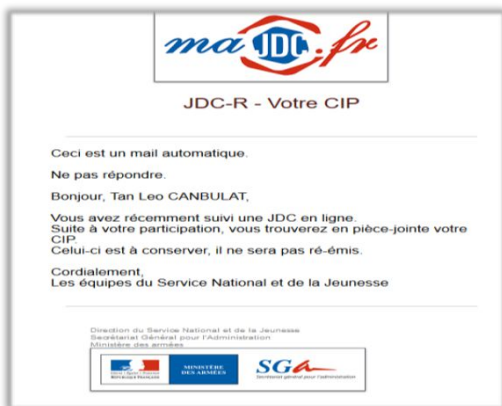 ma JDC .fr
JDC-R - Votre CIP
Ceci est un mail automatique.
Ne pas répondre.
Bonjour, Tan Leo CANBULAT,
Vous avez récemment suivi une JDC en ligne.
Suite à votre participation, vous trouverez en pièce-jointe votre
CIP.
Celui-ci est à conserver, il ne sera pas ré-émis.
Cordialement,
Les équipes du Service National et de la Jeunesse
Direction du Service National et de la Jeunesse
Secrétariat Général pour l'Administration
Ministère des armées
MINISTÈRE
DES ARMÉES
SGA
Secrétariat général pour l'administration
RÉPUBLIQUE FRANÇAISE